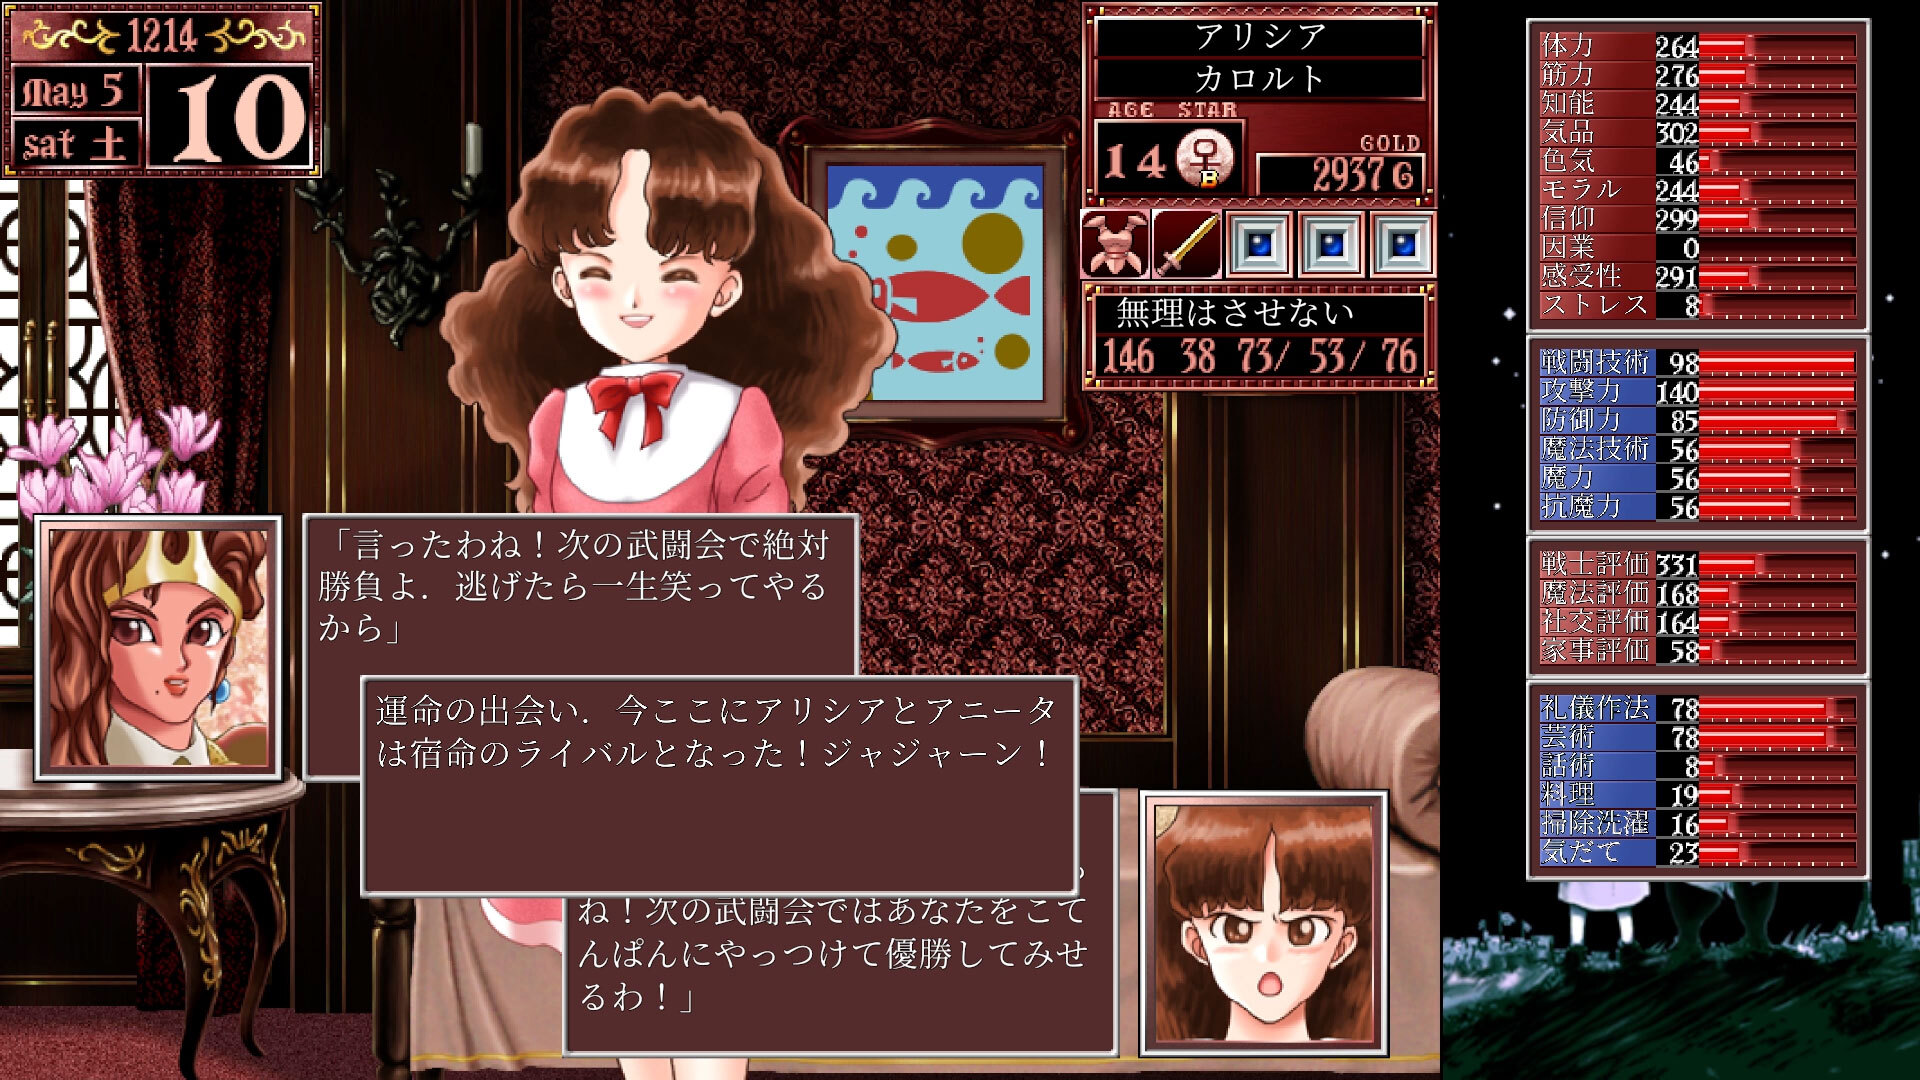 1214
May 5
sat 土
10
アリシア
カロルト
AGE STAR
14
B
GOLD
2937 G
無理はさせない
146 38 73/ 53/ 76
「言ったわね！次の武闘会で絶対
勝負よ．逃げたら一生笑ってやる
から」
運命の出会い．今ここにアリシアとアニータ
は宿命のライバルとなった！ジャジャーン！
ね！次の武闘会ではあなたをこて
んぱんにやっつけて優勝してみせ
るわ！」
体力 264
筋力 276
知能 244
気品 302
色気 46
モラル 244
信仰 299
因業 0
感受性 291
ストレス 8
戦闘技術 98
攻撃力 140
防御力 85
魔法技術 56
魔力 56
抗魔力 56
戦士評価 331
魔法評価 168
社交評価 164
家事評価 58
礼儀作法 78
芸術 78
話術 8
料理 19
掃除洗濯 16
気だて 23